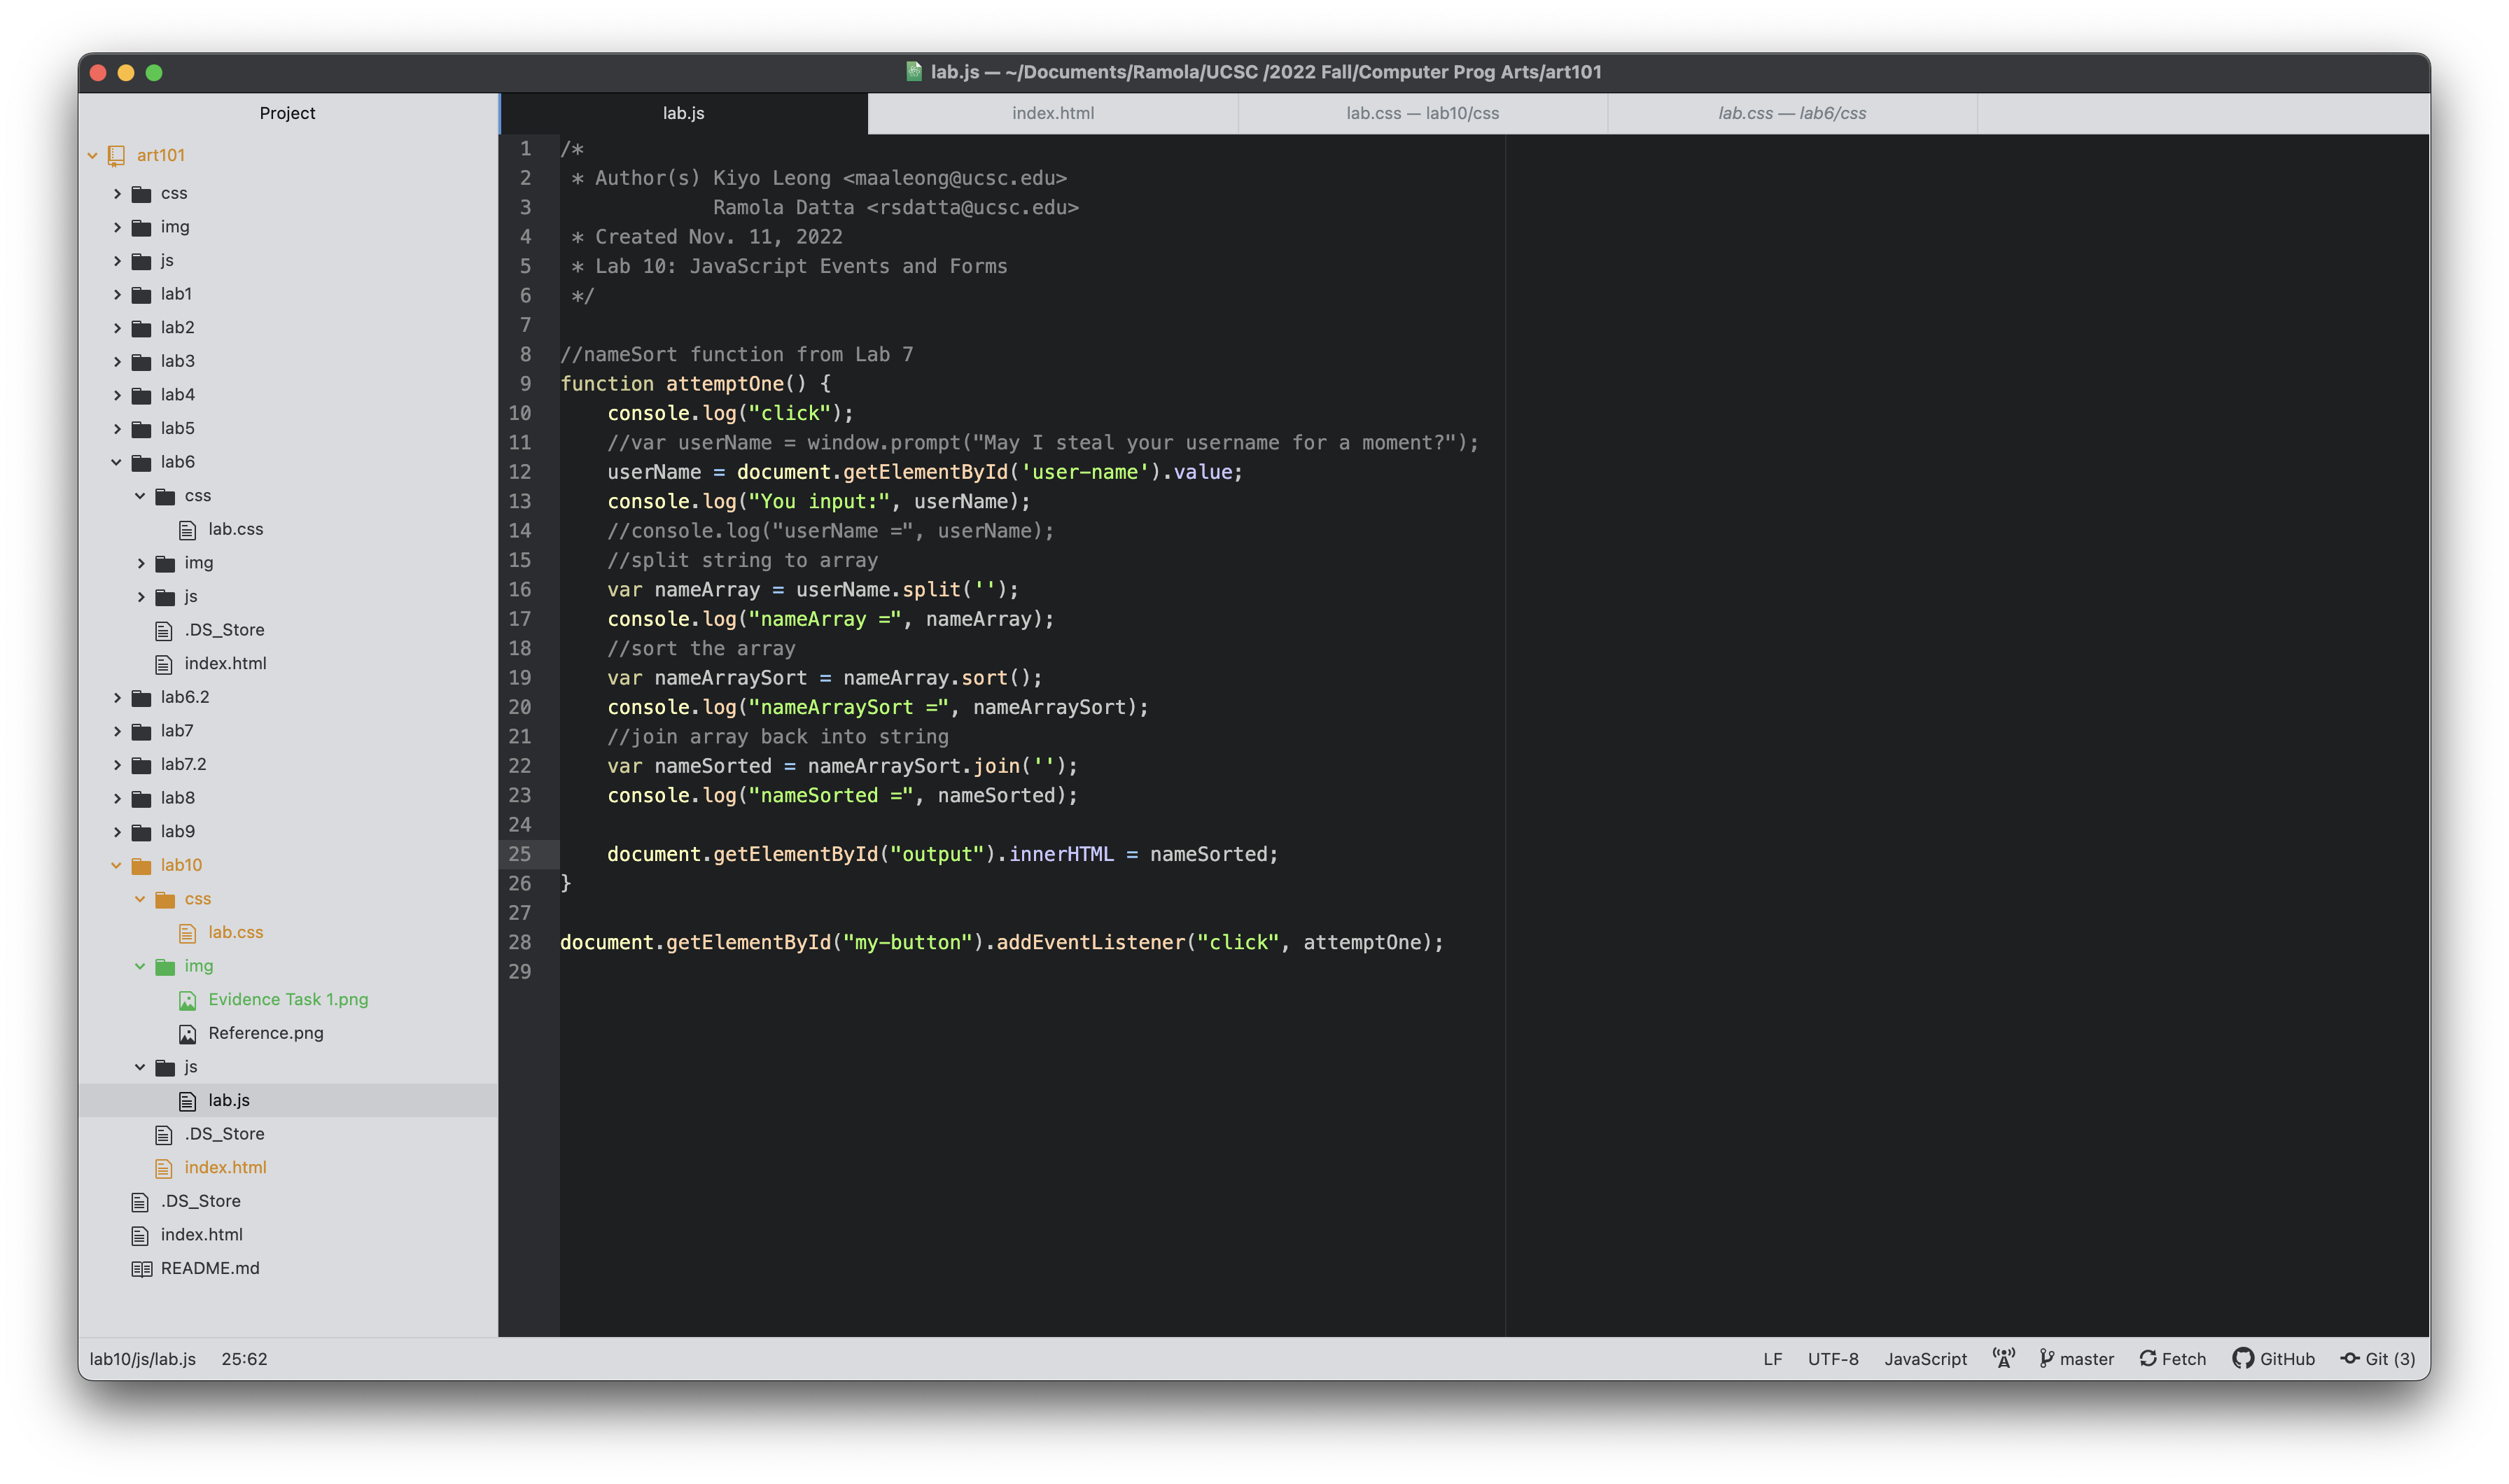 lab.js — ~/Documents/Ramola/UCSC /2022 Fall/Computer Prog Arts/art101
Project
lab.js
index.html
lab.css — lab10/css
lab.css — lab6/css
art101
css
img
js
lab1
lab2
lab3
lab4
lab5
lab6
css
lab.css
img
js
.DS_Store
index.html
lab6.2
lab7
lab7.2
lab8
lab9
lab10
css
lab.css
img
Evidence Task 1.png
Reference.png
js
lab.js
.DS_Store
index.html
.DS_Store
index.html
README.md
1 /*
2  * Author(s) Kiyo Leong <maaleong@ucsc.edu>
3              Ramola Datta <rsdatta@ucsc.edu>
4  * Created Nov. 11, 2022
5  * Lab 10: JavaScript Events and Forms
6  */
7
8 //nameSort function from Lab 7
9 function attemptOne() {
10     console.log("click");
11     //var userName = window.prompt("May I steal your username for a moment?");
12     userName = document.getElementById('user-name').value;
13     console.log("You input:", userName);
14     //console.log("userName =", userName);
15     //split string to array
16     var nameArray = userName.split('');
17     console.log("nameArray =", nameArray);
18     //sort the array
19     var nameArraySort = nameArray.sort();
20     console.log("nameArraySort =", nameArraySort);
21     //join array back into string
22     var nameSorted = nameArraySort.join('');
23     console.log("nameSorted =", nameSorted);
24
25     document.getElementById("output").innerHTML = nameSorted;
26 }
27
28 document.getElementById("my-button").addEventListener("click", attemptOne);
29
lab10/js/lab.js 25:62
LF UTF-8 JavaScript master Fetch GitHub Git (3)